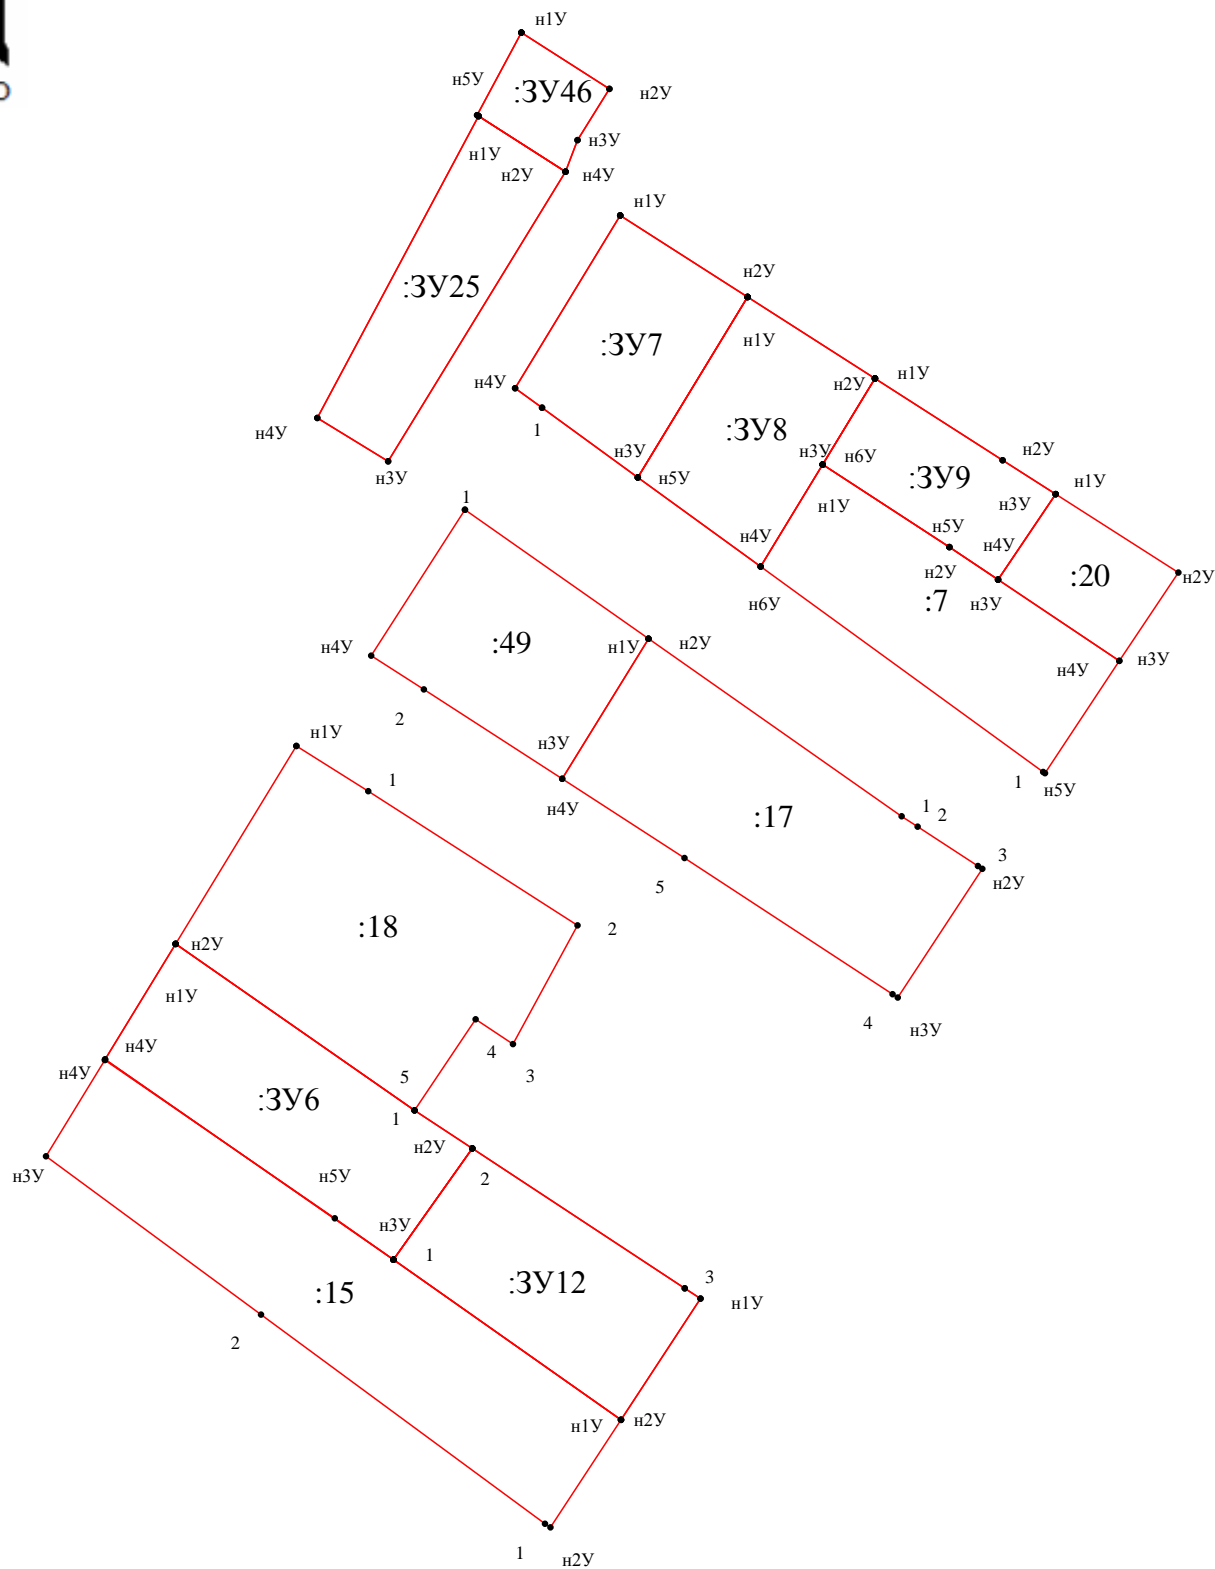 н1У
н5У
:ЗУ46
н2У
н3У
н1У
н2У
н4У
н1У
:ЗУ25
н2У
:ЗУ7
н1У
н4У
н2У
н1У
1
:ЗУ8
н4У
н3У
н3У
н6У
н2У
н3У
н5У
:ЗУ9
н1У
н1У
н3У
1
н5У
н4У
н4У
н2У
:20
н2У
н6У
:7
н3У
н4У
н3У
:49
н1У
н2У
н4У
2
н3У
1
н5У
н1У
1
н4У
:17
1
2
3
н2У
5
:18
2
н2У
н1У
4
н3У
н4У
4
3
н4У
5
:ЗУ6
1
н2У
н3У
н5У
2
н3У
1
:15
:ЗУ12
3
н1У
2
н1У
н2У
1
н2У